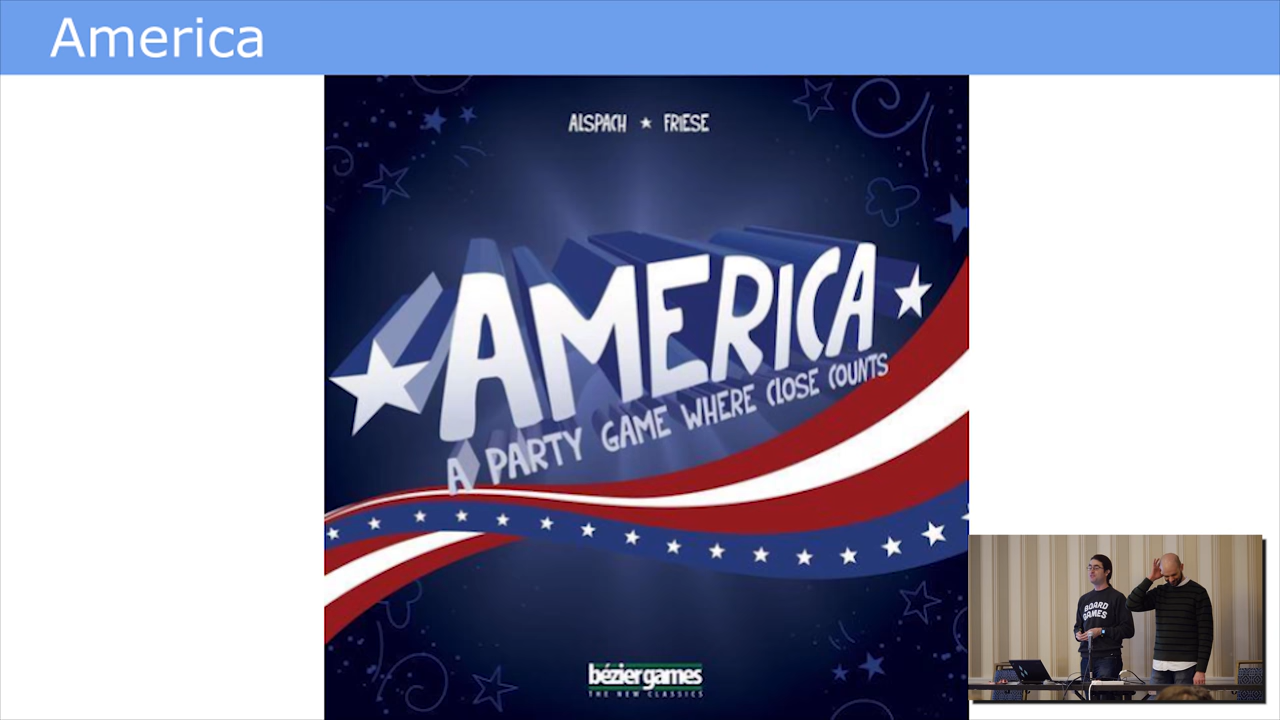 America
ALSPACH ★ FRIESE
AMERICA
A PARTY GAME WHERE CLOSE COUNTS
béziergames
THE NEW CLASSICS
BOARD
GAMES